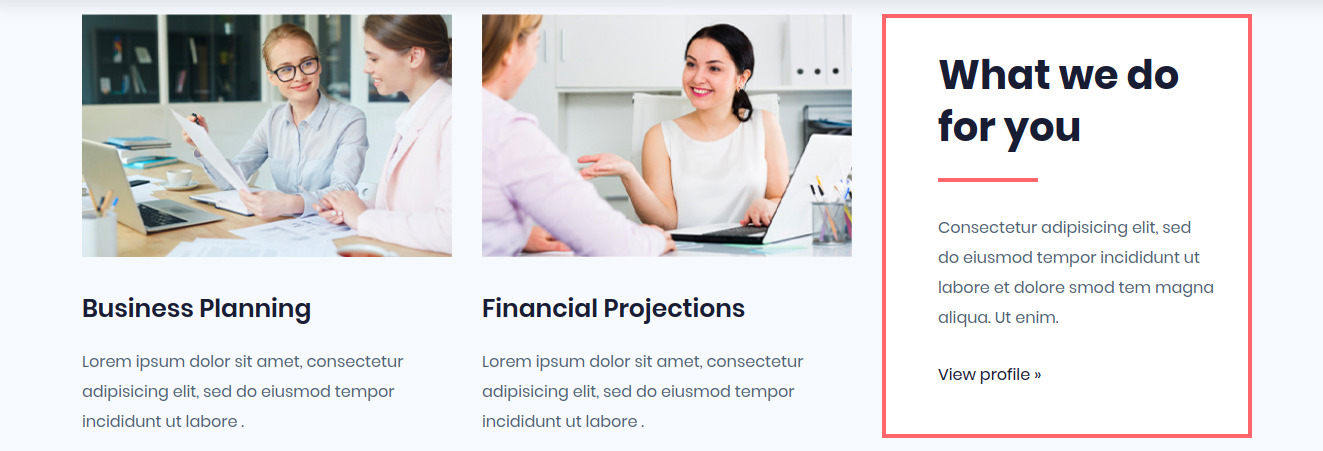 Business Planning
Lorem ipsum dolor sit amet, consectetur
adipisicing elit, sed do eiusmod tempor
incididunt ut labore .
Financial Projections
Lorem ipsum dolor sit amet, consectetur
adipisicing elit, sed do eiusmod tempor
incididunt ut labore .
What we do
for you
Consectetur adipisicing elit, sed
do eiusmod tempor incididunt ut
labore et dolore smod tem magna
aliqua. Ut enim.
View profile »